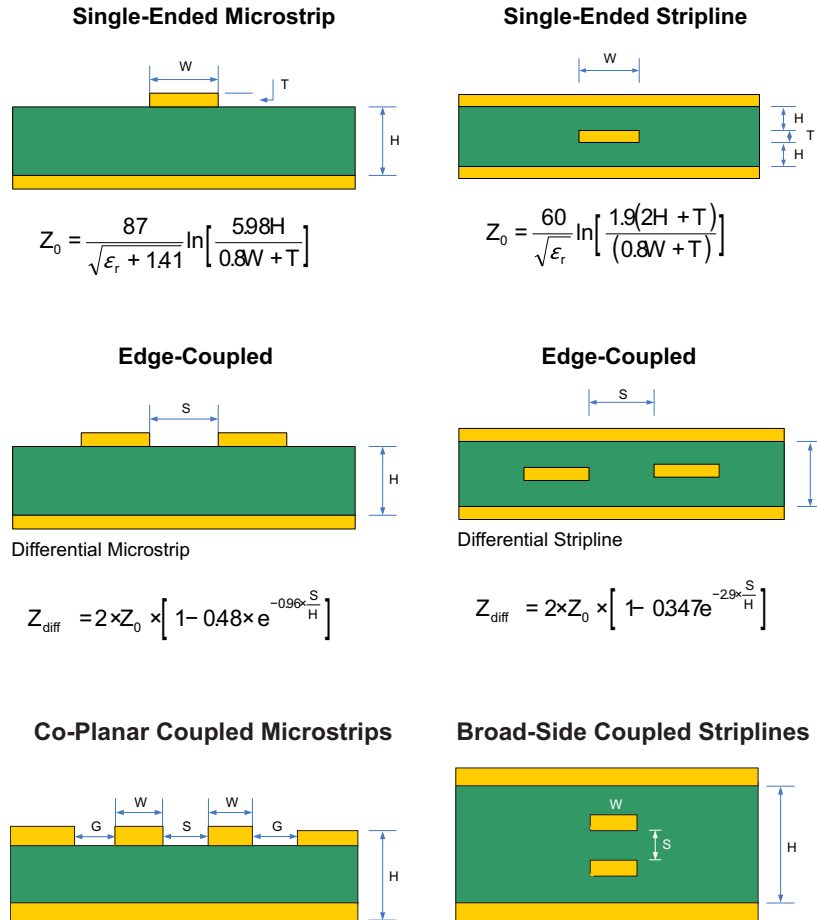 Single-Ended Microstrip
W
T
H
Z₀ = 87 / √(εᵣ + 1.41) ln[5.98H / 0.8W + T]
Single-Ended Stripline
W
H
T
H
Z₀ = 60 / √εᵣ ln[1.9(2H + T) / (0.8W + T)]
Edge-Coupled
S
H
Differential Microstrip
Z_diff = 2×Z₀ ×[1− 0.48× e^(−0.96×S/H)]
Edge-Coupled
S
Differential Stripline
Z_diff = 2×Z₀ ×[1− 0.347e^(−2.9×S/H)]
Co-Planar Coupled Microstrips
W W
G S G
H
Broad-Side Coupled Striplines
W
S
H